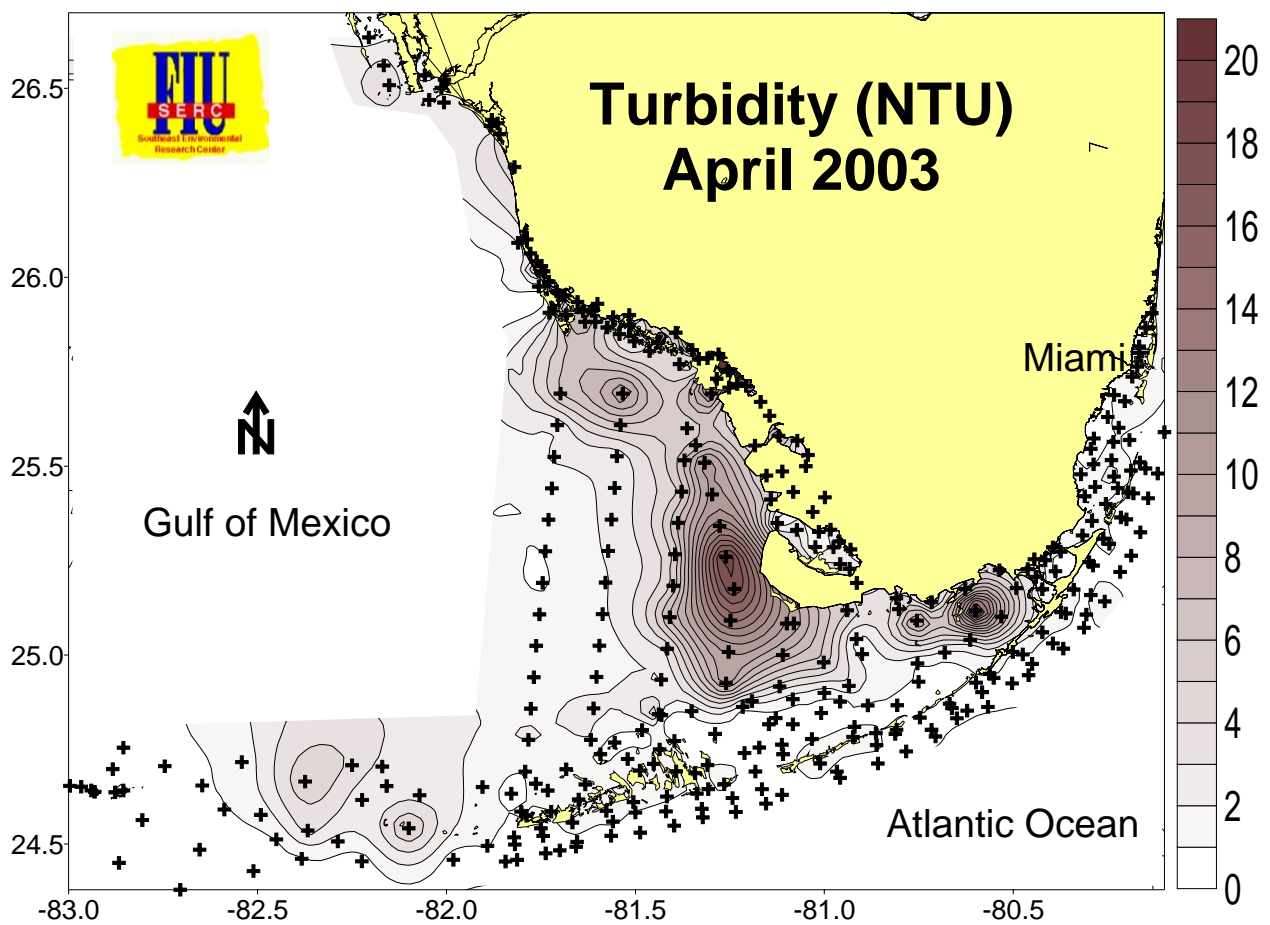 FIU
SERC
Southeast Environmental
Research Center
Turbidity (NTU)
April 2003
Miami
N
Gulf of Mexico
Atlantic Ocean
26.5
26.0
25.5
25.0
24.5
-83.0
-82.5
-82.0
-81.5
-81.0
-80.5
20
18
16
14
12
10
8
6
4
2
0